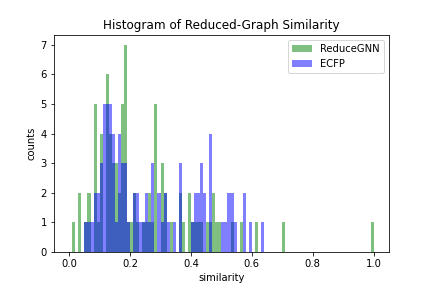 Histogram of Reduced-Graph Similarity
ReduceGNN
ECFP
counts
7
6
5
4
3
2
1
0
0.0 0.2 0.4 0.6 0.8 1.0
similarity